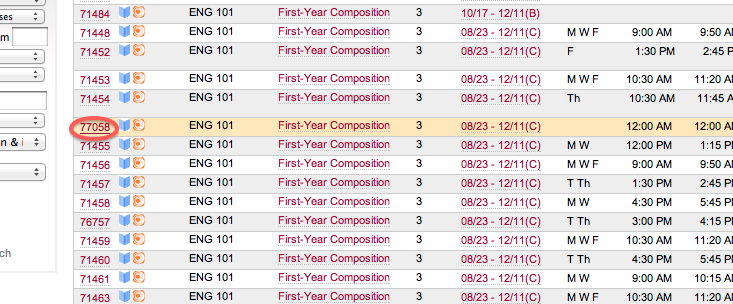 71484 ENG 101 First-Year Composition 3 10/17 - 12/11(B)
ses 71448 ENG 101 First-Year Composition 3 08/23 - 12/11(C) M W F 9:00 AM 9:50 A
m 71452 ENG 101 First-Year Composition 3 08/23 - 12/11(C) F 1:30 PM 2:45 P
71453 ENG 101 First-Year Composition 3 08/23 - 12/11(C) M W F 10:30 AM 11:20 A
71454 ENG 101 First-Year Composition 3 08/23 - 12/11(C) Th 10:30 AM 11:45 A
77058 ENG 101 First-Year Composition 3 08/23 - 12/11(C) 12:00 AM 12:00 A
n & i 71455 ENG 101 First-Year Composition 3 08/23 - 12/11(C) M W 12:00 PM 1:15 P
71456 ENG 101 First-Year Composition 3 08/23 - 12/11(C) M W F 9:00 AM 9:50 A
71457 ENG 101 First-Year Composition 3 08/23 - 12/11(C) T Th 1:30 PM 2:45 P
71458 ENG 101 First-Year Composition 3 08/23 - 12/11(C) M W 4:30 PM 5:45 P
76757 ENG 101 First-Year Composition 3 08/23 - 12/11(C) T Th 3:00 PM 4:15 P
71459 ENG 101 First-Year Composition 3 08/23 - 12/11(C) M W F 10:30 AM 11:20 A
rch 71460 ENG 101 First-Year Composition 3 08/23 - 12/11(C) T Th 4:30 PM 5:45 P
71461 ENG 101 First-Year Composition 3 08/23 - 12/11(C) M W 9:00 AM 10:15 A
71463 ENG 101 First-Year Composition 3 08/23 - 12/11(C) M W F 10:30 AM 11:20 A